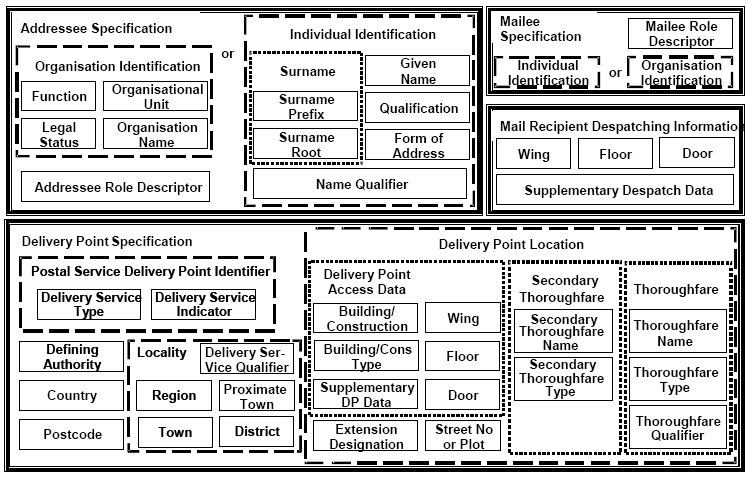 Addressee Specification
or
Organisation Identification
Function
Organisational
Unit
Legal
Status
Organisation
Name
Addressee Role Descriptor
Individual Identification
Surname
Surname
Prefix
Surname
Root
Given
Name
Qualification
Form of
Address
Name Qualifier
Mailee
Specification
Mailee Role
Descriptor
Individual
Identification
or
Organisation
Identification
Mail Recipient Despatching Information
Wing
Floor
Door
Supplementary Despatch Data
Delivery Point Specification
Postal Service Delivery Point Identifier
Delivery Service
Type
Delivery Service
Indicator
Defining
Authority
Country
Postcode
Locality
Delivery Ser-
Vice Qualifier
Region
Proximate
Town
Town
District
Delivery Point Location
Delivery Point
Access Data
Building/
Construction
Wing
Building/Cons
Type
Floor
Supplementary
DP Data
Door
Extension
Designation
Street No
or Plot
Secondary
Thoroughfare
Secondary
Thoroughfare
Name
Secondary
Thoroughfare
Type
Thoroughfare
Thoroughfare
Name
Thoroughfare
Type
Thoroughfare
Qualifier